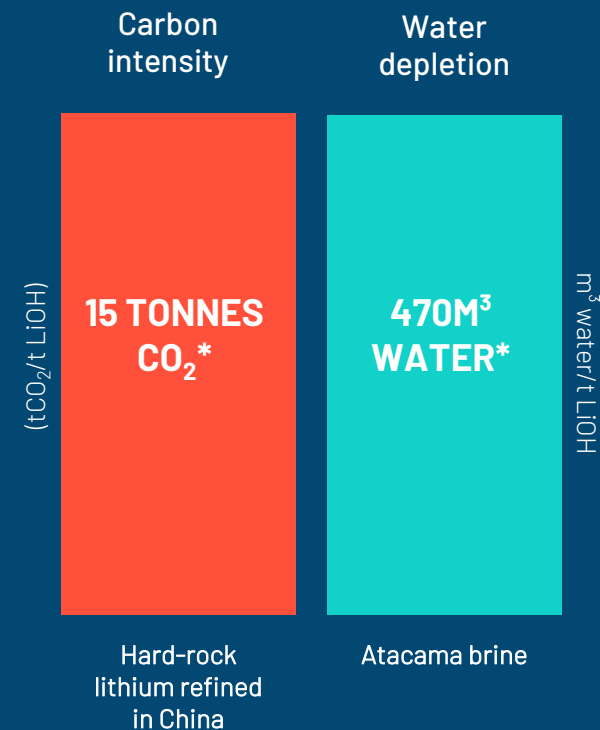 Carbon
intensity
Water
depletion
(tCO₂/t LiOH)
15 TONNES
CO₂*
470M³
WATER*
m³ water/t LiOH
Hard-rock
lithium refined
in China
Atacama brine